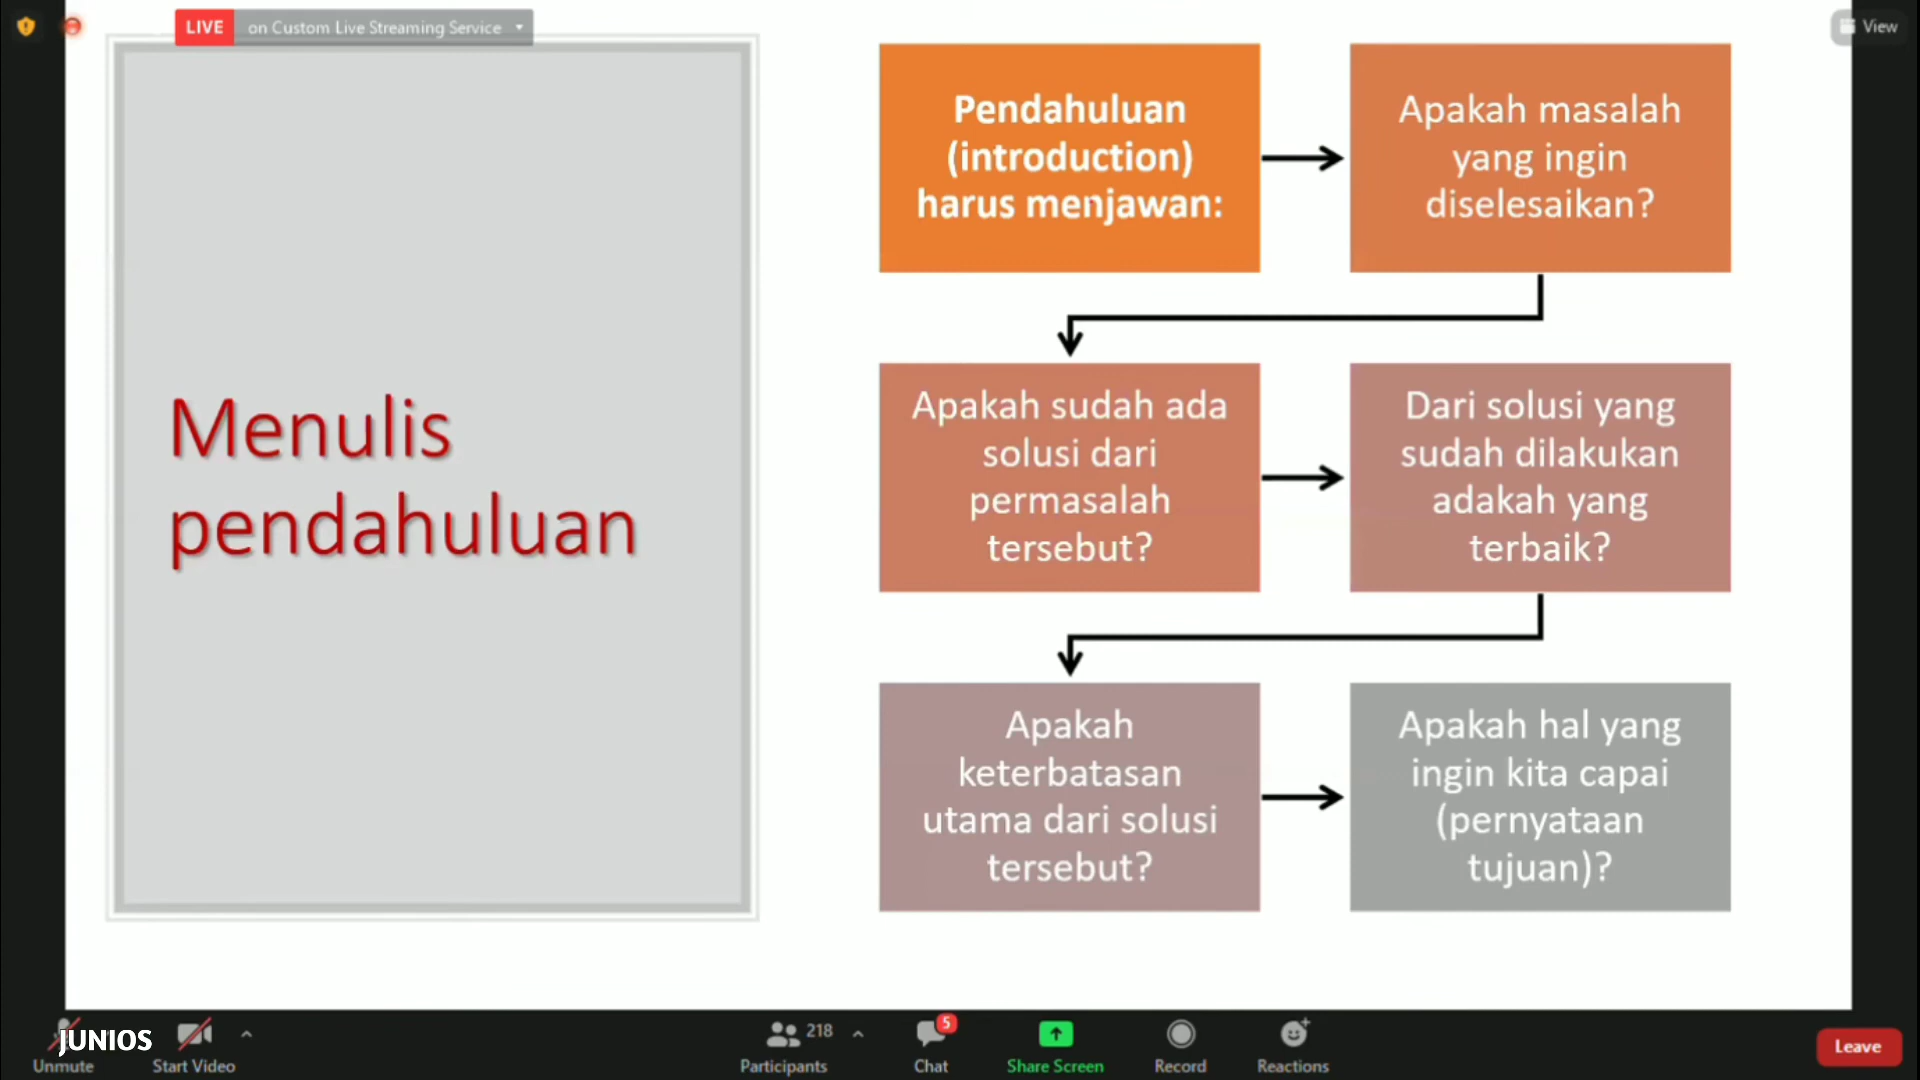 LIVE on Custom Live Streaming Service
View
Menulis
pendahuluan
Pendahuluan
(introduction)
harus menjawan:
Apakah masalah
yang ingin
diselesaikan?
Apakah sudah ada
solusi dari
permasalah
tersebut?
Dari solusi yang
sudah dilakukan
adakah yang
terbaik?
Apakah
keterbatasan
utama dari solusi
tersebut?
Apakah hal yang
ingin kita capai
(pernyataan
tujuan)?
JUNIOS
Unmute
Start Video
218
Participants
5
Chat
Share Screen
Record
Reactions
Leave